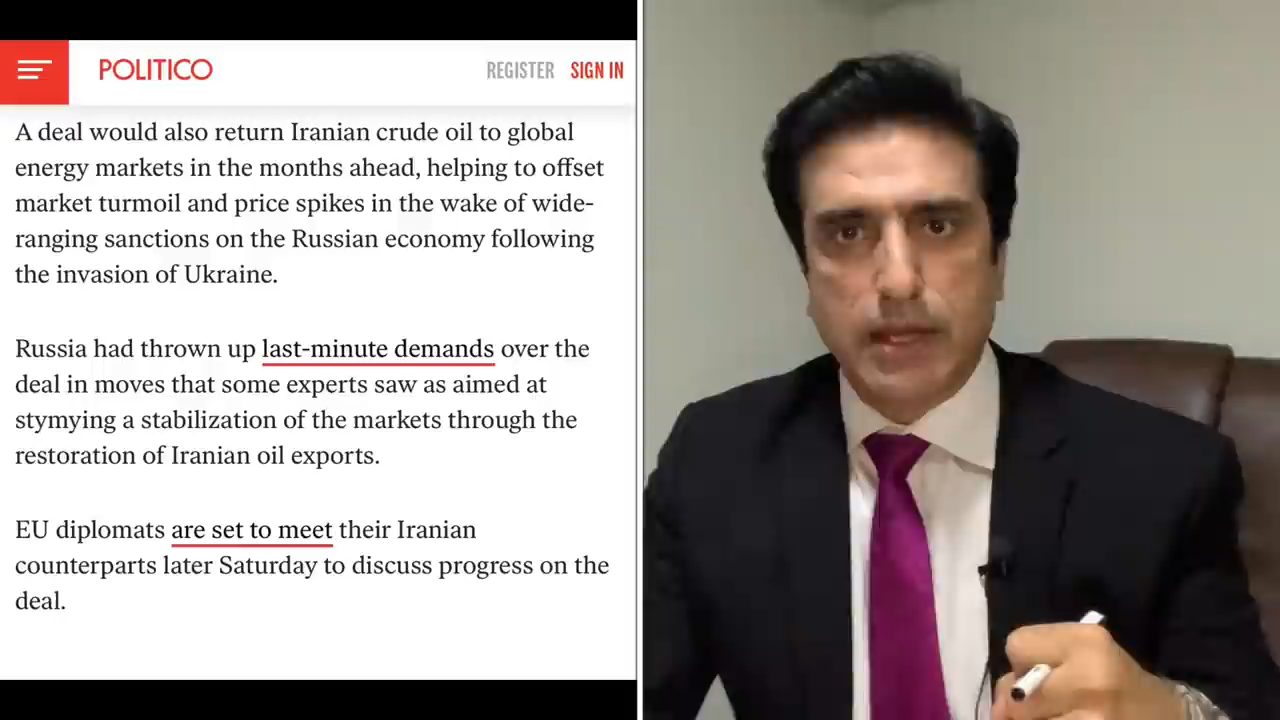 POLITICO
REGISTER SIGN IN
A deal would also return Iranian crude oil to global
energy markets in the months ahead, helping to offset
market turmoil and price spikes in the wake of wide-
ranging sanctions on the Russian economy following
the invasion of Ukraine.
Russia had thrown up last-minute demands over the
deal in moves that some experts saw as aimed at
stymying a stabilization of the markets through the
restoration of Iranian oil exports.
EU diplomats are set to meet their Iranian
counterparts later Saturday to discuss progress on the
deal.